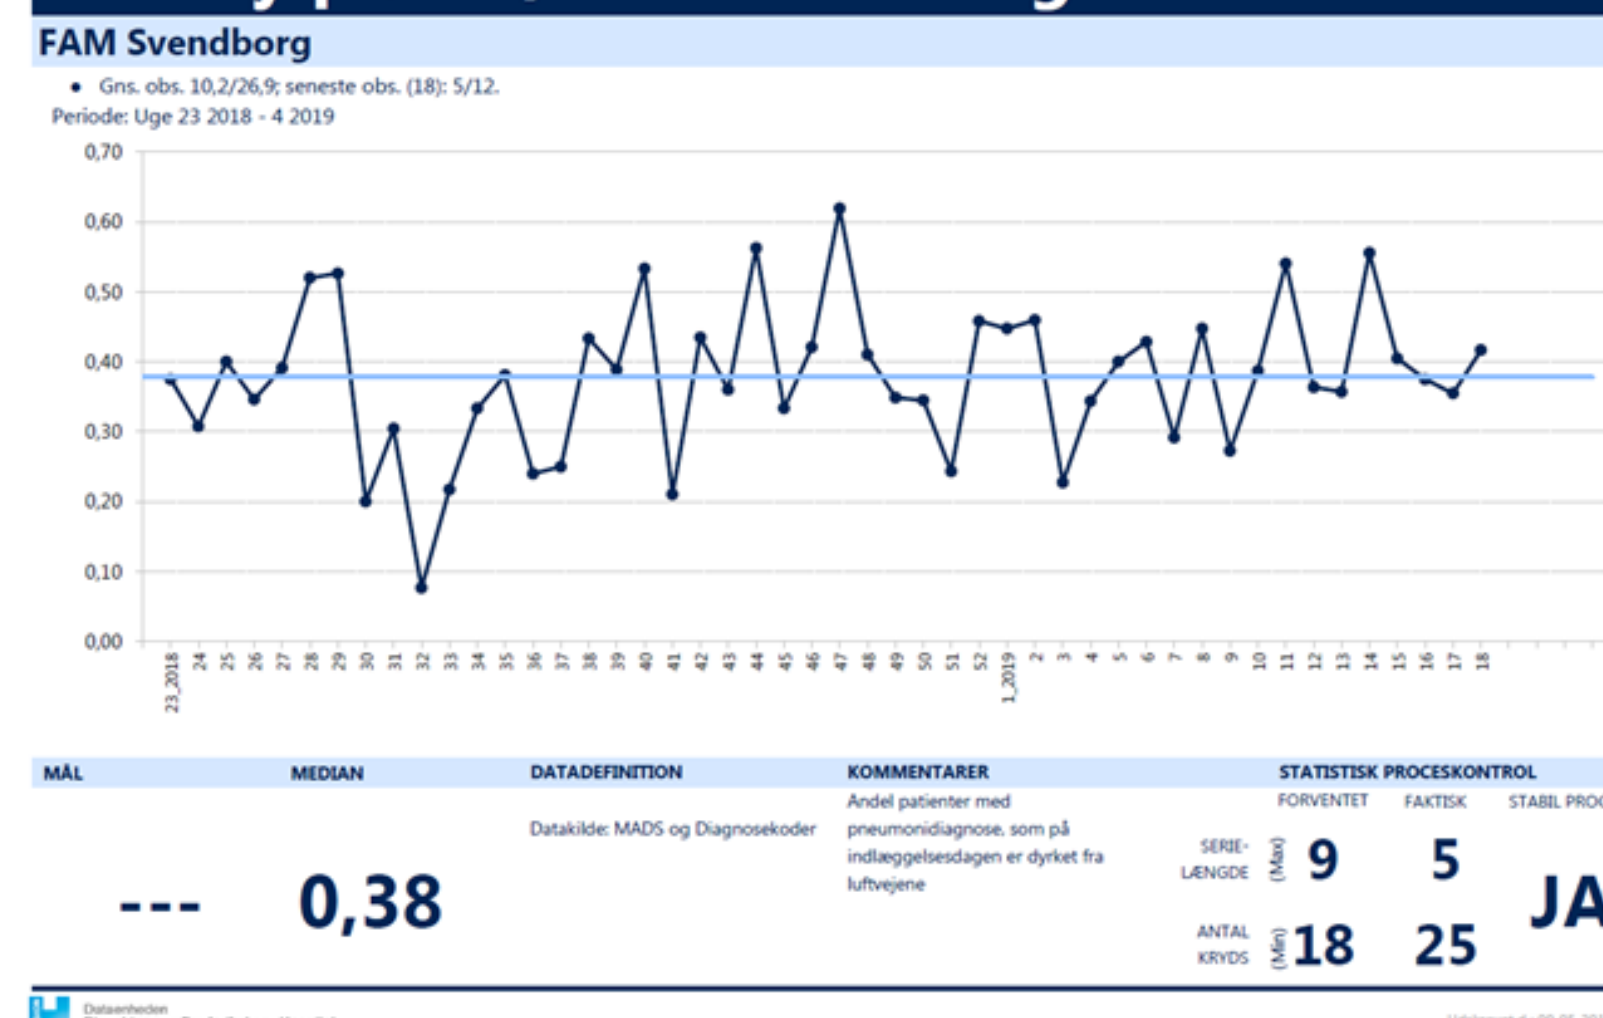 FAM Svendborg
• Gns. obs. 10,2/26,9; seneste obs. (18): 5/12.
Periode: Uge 23 2018 - 4 2019
0,70
0,60
0,50
0,40
0,30
0,20
0,10
0,00
23_2018 24 25 26 27 28 29 30 31 32 33 34 35 36 37 38 39 40 41 42 43 44 45 46 47 48 49 50 51 52 1_2019 2 3 4 5 6 7 8 9 10 11 12 13 14 15 16 17 18
MÅL MEDIAN DATADEFINITION KOMMENTARER STATISTISK PROCESKONTROL
--- 0,38
Datakilde: MADS og Diagnosekoder
Andel patienter med
pneumonidiagnose, som på
indlæggelsesdagen er dyrket fra
luftvejene
FORVENTET FAKTISK STABIL
SERIE-
LÆNGDE (Max) 9 5
JA
ANTAL
KRYDS (Min) 18 25
Dataenheden